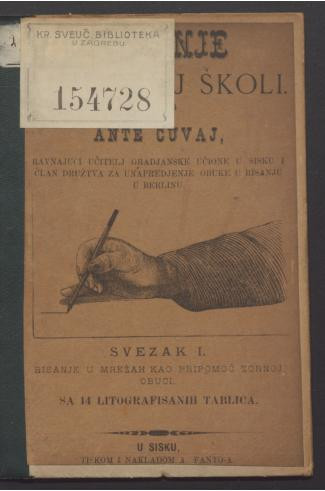 KR. SVEUČ. BIBLIOTEKA
U ZAGREBU.
154728
ŠKOLI.
ANTE CUVAJ,
RAVNAJUĆI UČITELJ GRADJANSKE UČIONE U SISKU I
ČLAN DRUŽTVA ZA UNAPREDJENJE OBUKE U RISANJU
U BERLINU.
SVEZAK I.
RISANJE U MREŽAH KAO PRIPOMOĆ ZORNOJ
OBUCI.
SA 14 LITOGRAFISANIH TABLICA.
U SISKU,
TISKOM I NAKLADOM A. FANTO-A.